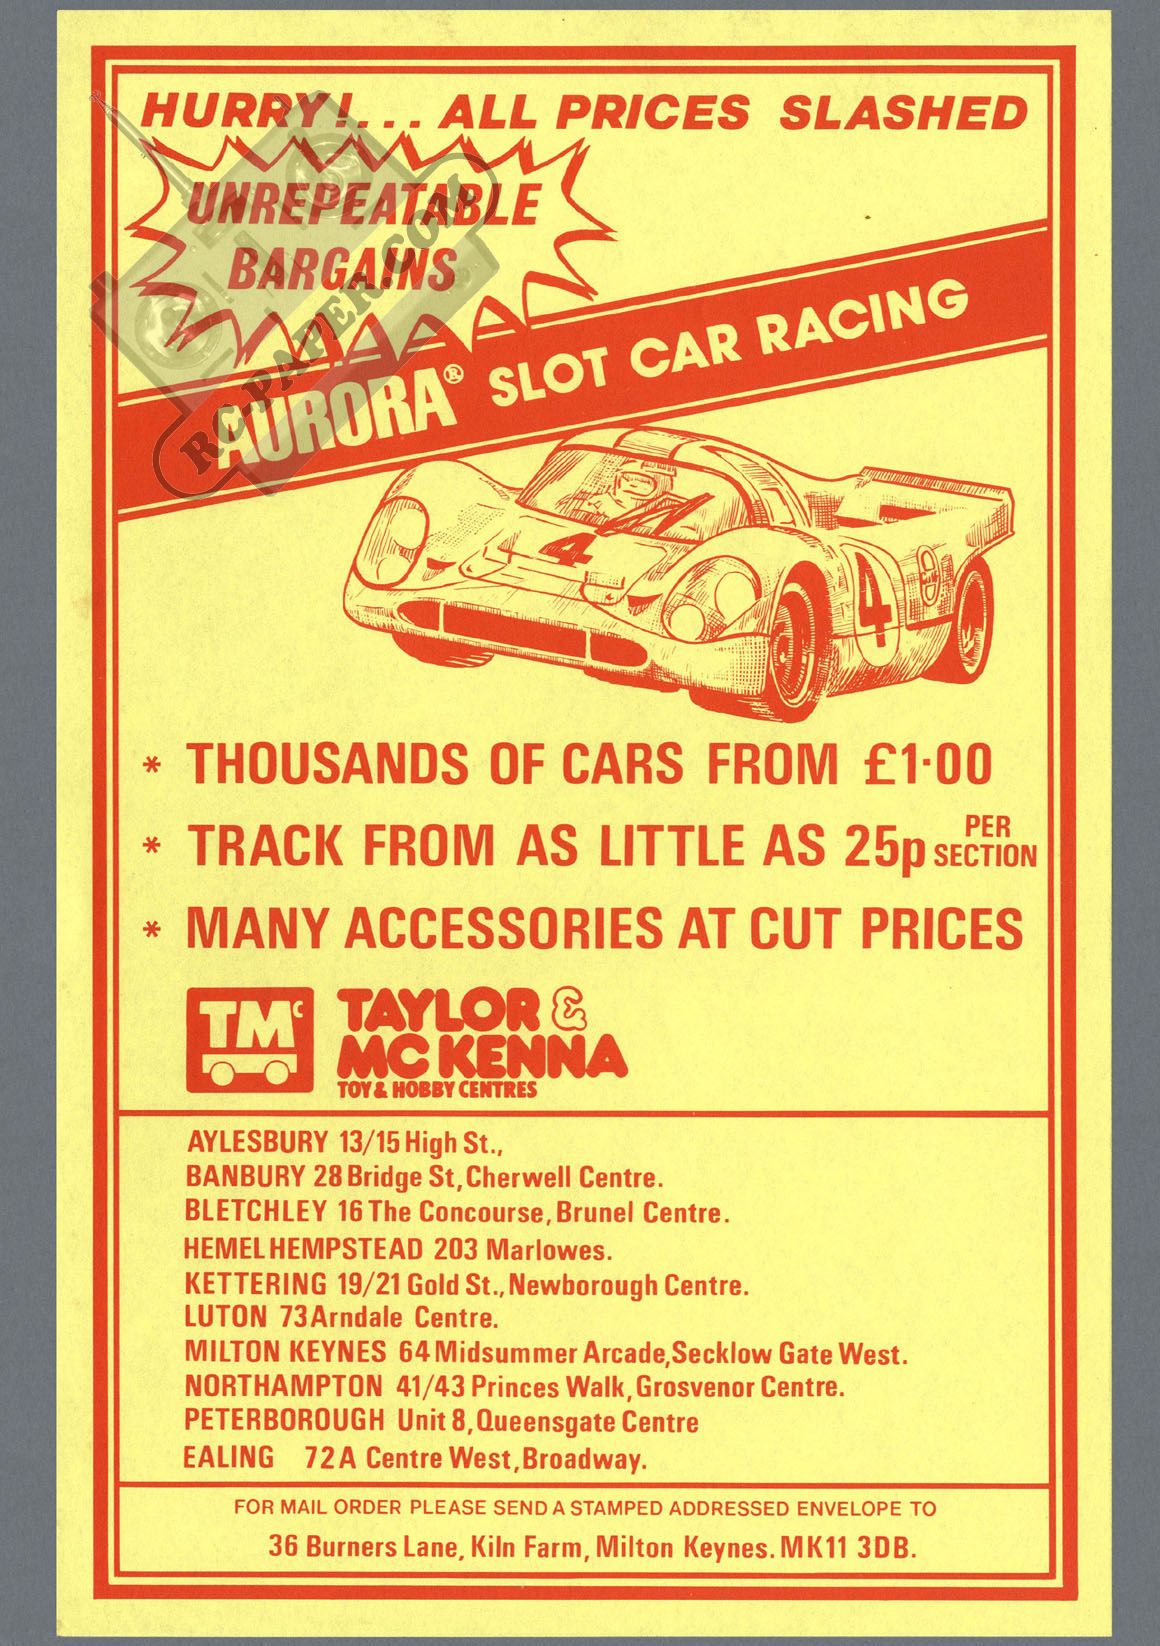 HURRY!... ALL PRICES SLASHED
UNREPEATABLE
BARGAINS
RC-PAPER.COM
AURORA® SLOT CAR RACING
4
4
* THOUSANDS OF CARS FROM £1·00
* TRACK FROM AS LITTLE AS 25p PER SECTION
* MANY ACCESSORIES AT CUT PRICES
TMc
TAYLOR &
MCKENNA
TOY & HOBBY CENTRES
AYLESBURY 13/15 High St.,
BANBURY 28 Bridge St, Cherwell Centre.
BLETCHLEY 16 The Concourse, Brunel Centre.
HEMEL HEMPSTEAD 203 Marlowes.
KETTERING 19/21 Gold St., Newborough Centre.
LUTON 73 Arndale Centre.
MILTON KEYNES 64 Midsummer Arcade, Secklow Gate West.
NORTHAMPTON 41/43 Princes Walk, Grosvenor Centre.
PETERBOROUGH Unit 8, Queensgate Centre
EALING 72A Centre West, Broadway.
FOR MAIL ORDER PLEASE SEND A STAMPED ADDRESSED ENVELOPE TO
36 Burners Lane, Kiln Farm, Milton Keynes. MK11 3DB.